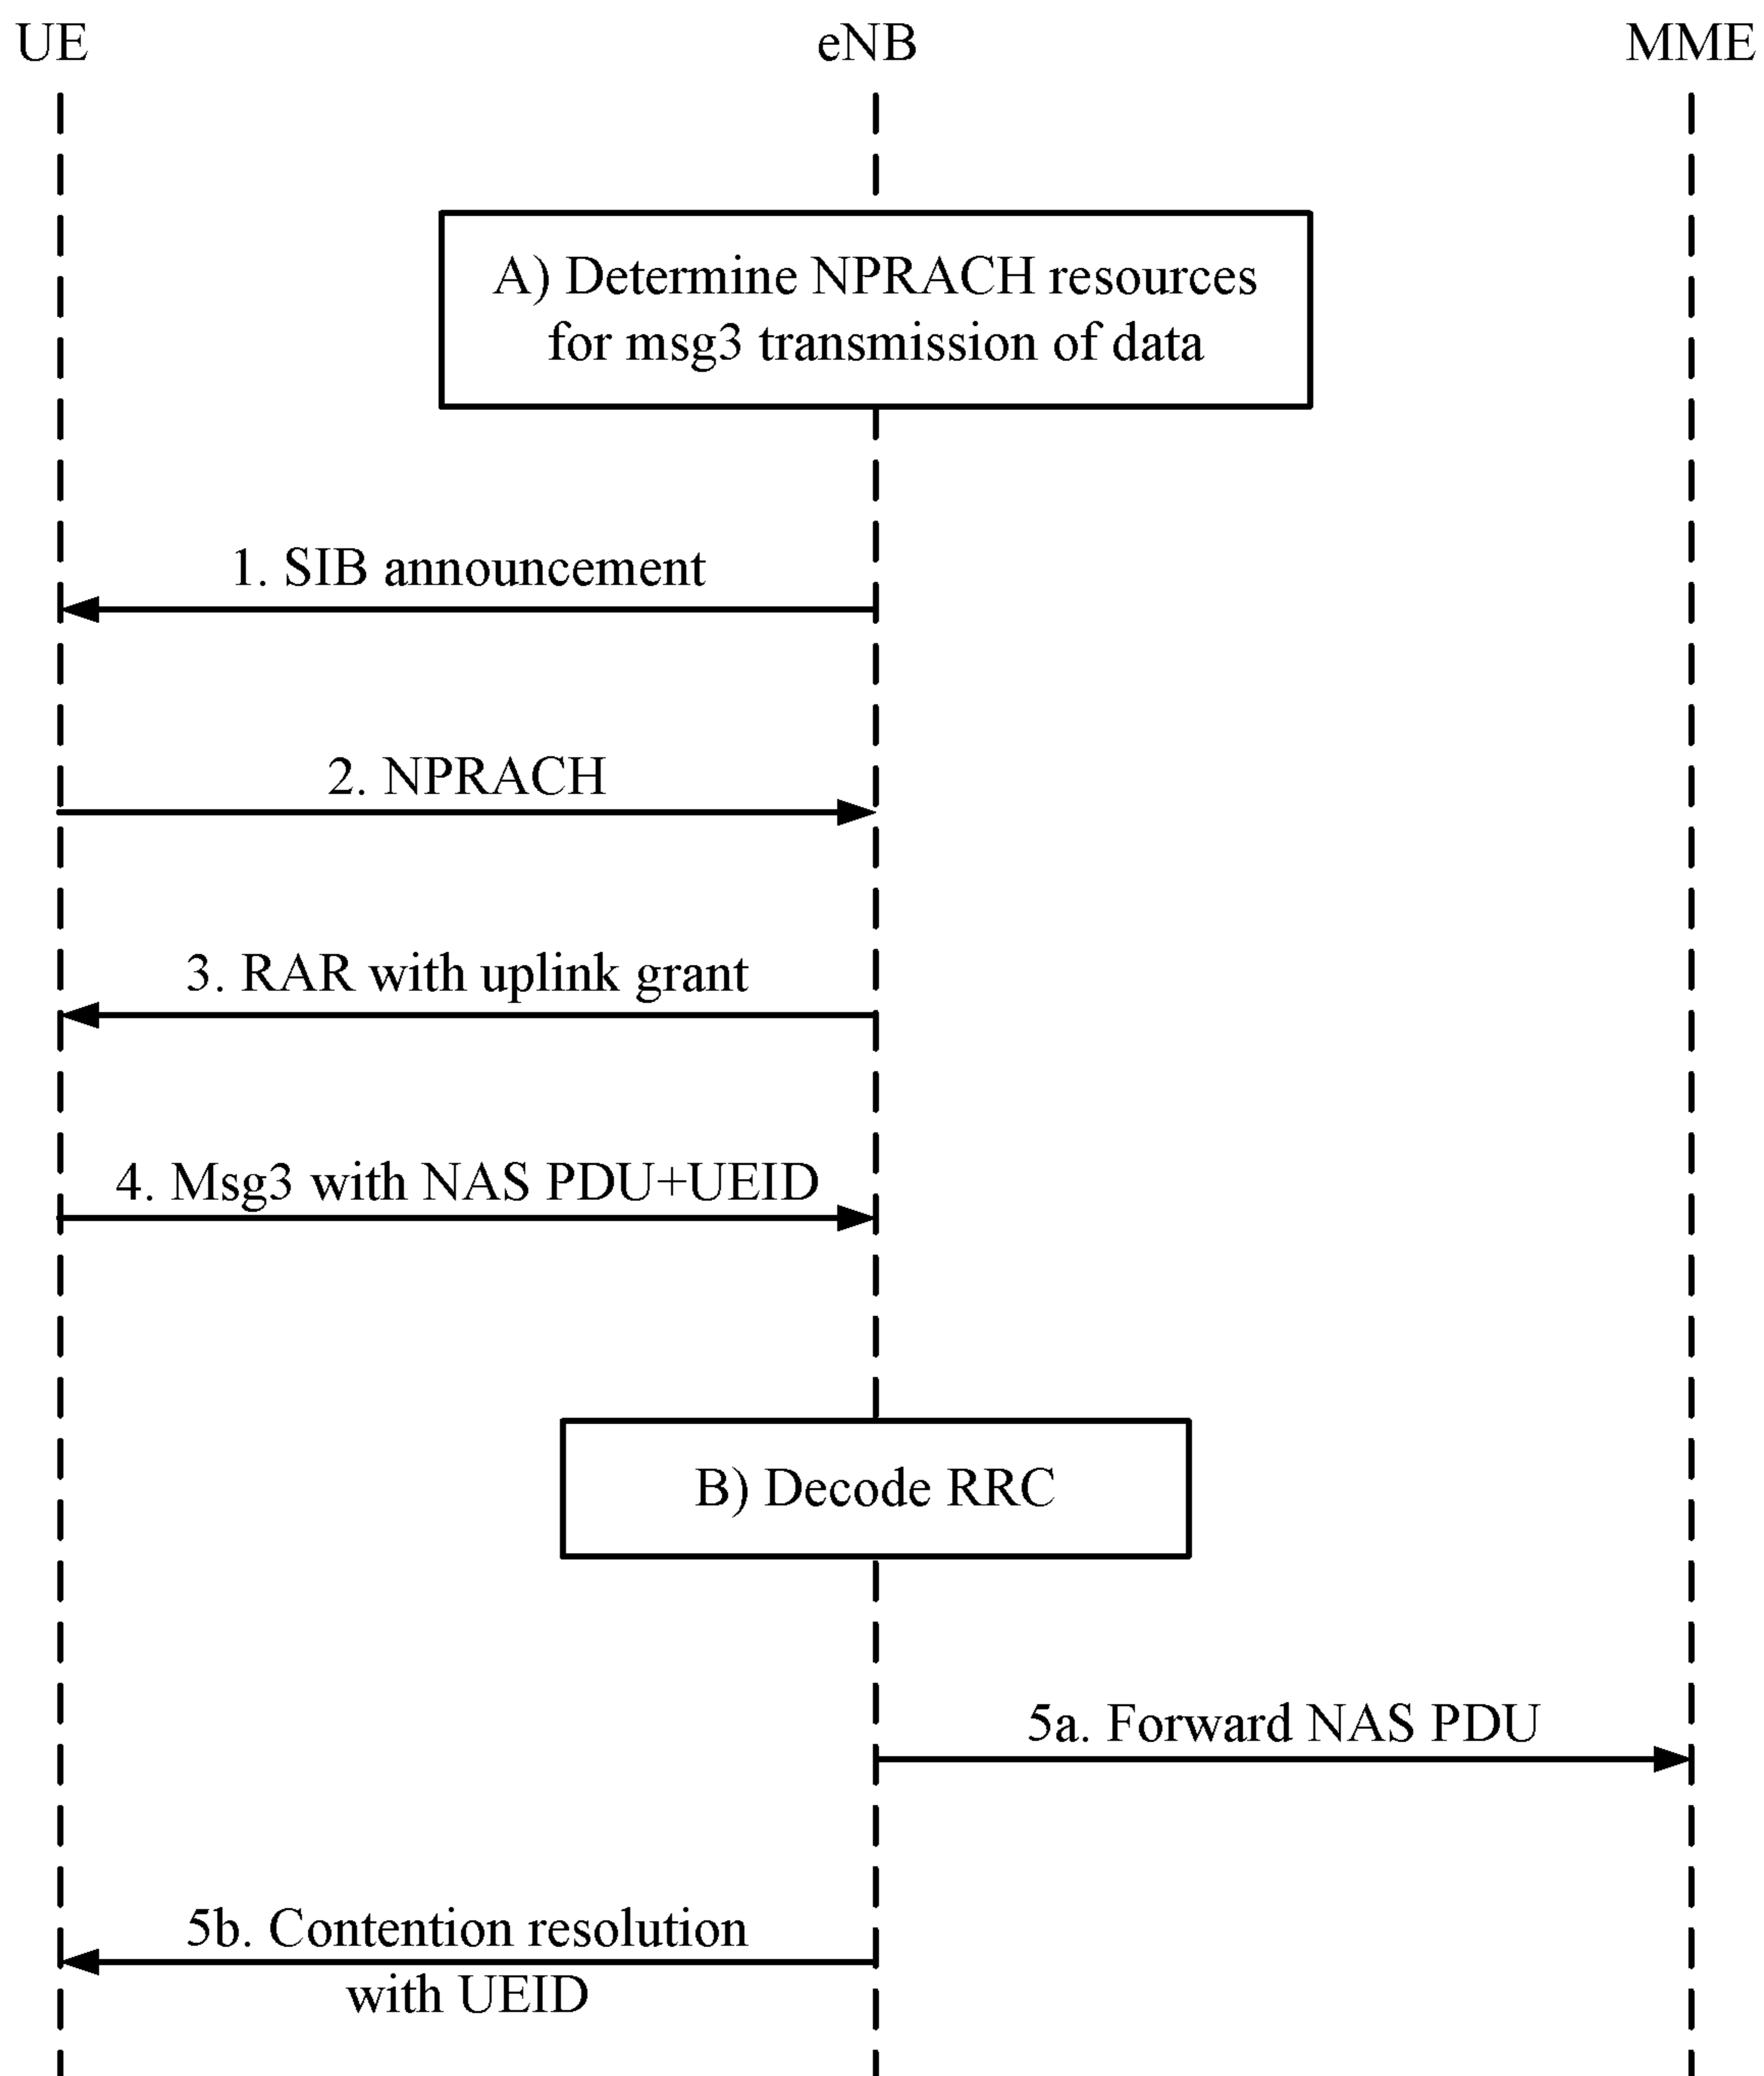 UE eNB MME
A) Determine NPRACH resources
for msg3 transmission of data
1. SIB announcement
2. NPRACH
3. RAR with uplink grant
4. Msg3 with NAS PDU+UEID
B) Decode RRC
5a. Forward NAS PDU
5b. Contention resolution
with UEID